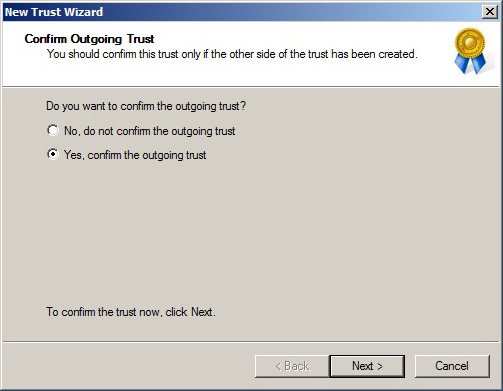 New Trust Wizard
Confirm Outgoing Trust
You should confirm this trust only if the other side of the trust has been created.
Do you want to confirm the outgoing trust?
No, do not confirm the outgoing trust
Yes, confirm the outgoing trust
To confirm the trust now, click Next.
< Back Next > Cancel